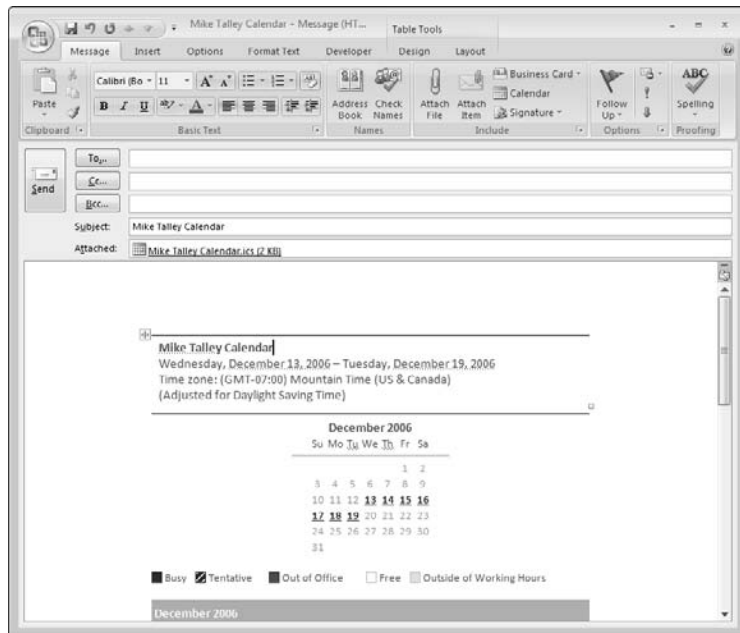 Mike Talley Calendar - Message (HT...
Table Tools
Message Insert Options Format Text Developer Design Layout
Paste
Clipboard
Calibri (Bo 11
B I U
Basic Text
Address Book
Check Names
Names
Attach File
Attach Item
Business Card
Calendar
Signature
Include
Follow Up
Options
ABC
Spelling
Proofing
Send
To...
Cc...
Bcc...
Subject: Mike Talley Calendar
Attached: Mike Talley Calendar.ics (2 KB)
Mike Talley Calendar
Wednesday, December 13, 2006 – Tuesday, December 19, 2006
Time zone: (GMT-07:00) Mountain Time (US & Canada)
(Adjusted for Daylight Saving Time)
December 2006
Su Mo Tu We Th Fr Sa
1 2
3 4 5 6 7 8 9
10 11 12 13 14 15 16
17 18 19 20 21 22 23
24 25 26 27 28 29 30
31
Busy Tentative Out of Office Free Outside of Working Hours
December 2006